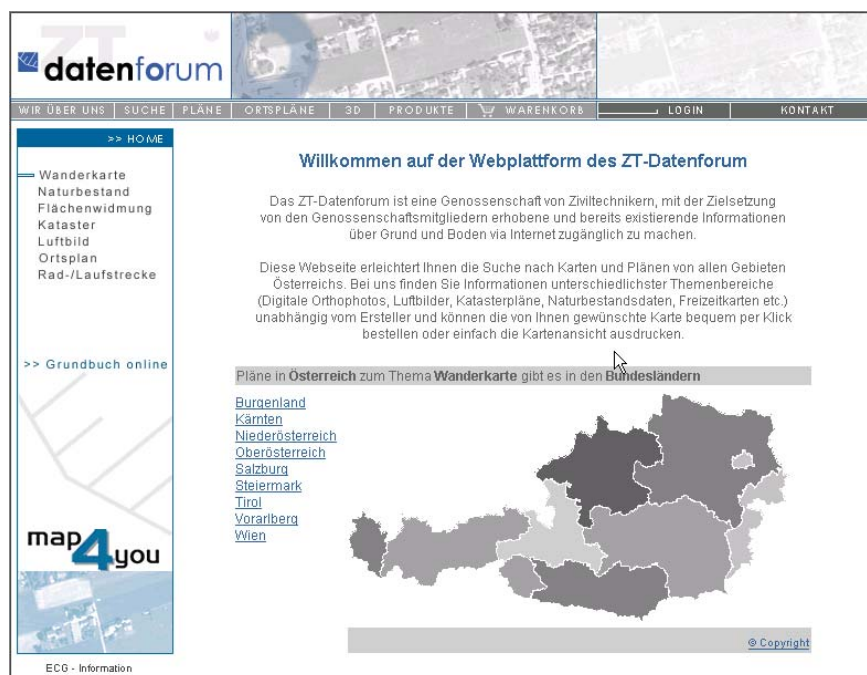 ZT
datenforum
WIR ÜBER UNS | SUCHE | PLÄNE | ORTSPLÄNE | 3D | PRODUKTE | WARENKORB | LOGIN | KONTAKT
>> HOME
Wanderkarte
Naturbestand
Flächenwidmung
Kataster
Luftbild
Ortsplan
Rad-/Laufstrecke
>> Grundbuch online
map4you
ECG - Information
Willkommen auf der Webplattform des ZT-Datenforum
Das ZT-Datenforum ist eine Genossenschaft von Ziviltechnikern, mit der Zielsetzung
von den Genossenschaftsmitgliedern erhobene und bereits existierende Informationen
über Grund und Boden via Internet zugänglich zu machen.
Diese Webseite erleichtert Ihnen die Suche nach Karten und Plänen von allen Gebieten
Österreichs. Bei uns finden Sie Informationen unterschiedlichster Themenbereiche
(Digitale Orthophotos, Luftbilder, Katasterpläne, Naturbestandsdaten, Freizeitkarten etc.)
unabhängig vom Ersteller und können die von Ihnen gewünschte Karte bequem per Klick
bestellen oder einfach die Kartenansicht ausdrucken.
Pläne in Österreich zum Thema Wanderkarte gibt es in den Bundesländern
Burgenland
Kärnten
Niederösterreich
Oberösterreich
Salzburg
Steiermark
Tirol
Vorarlberg
Wien
© Copyright